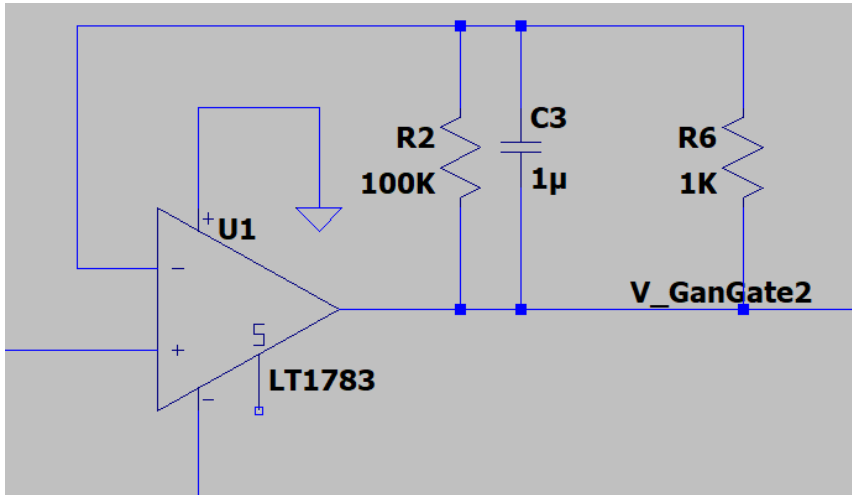 C3
R2
R6
100K
1µ
1K
+
U1
−
V_GanGate2
+
S
LT1783
−